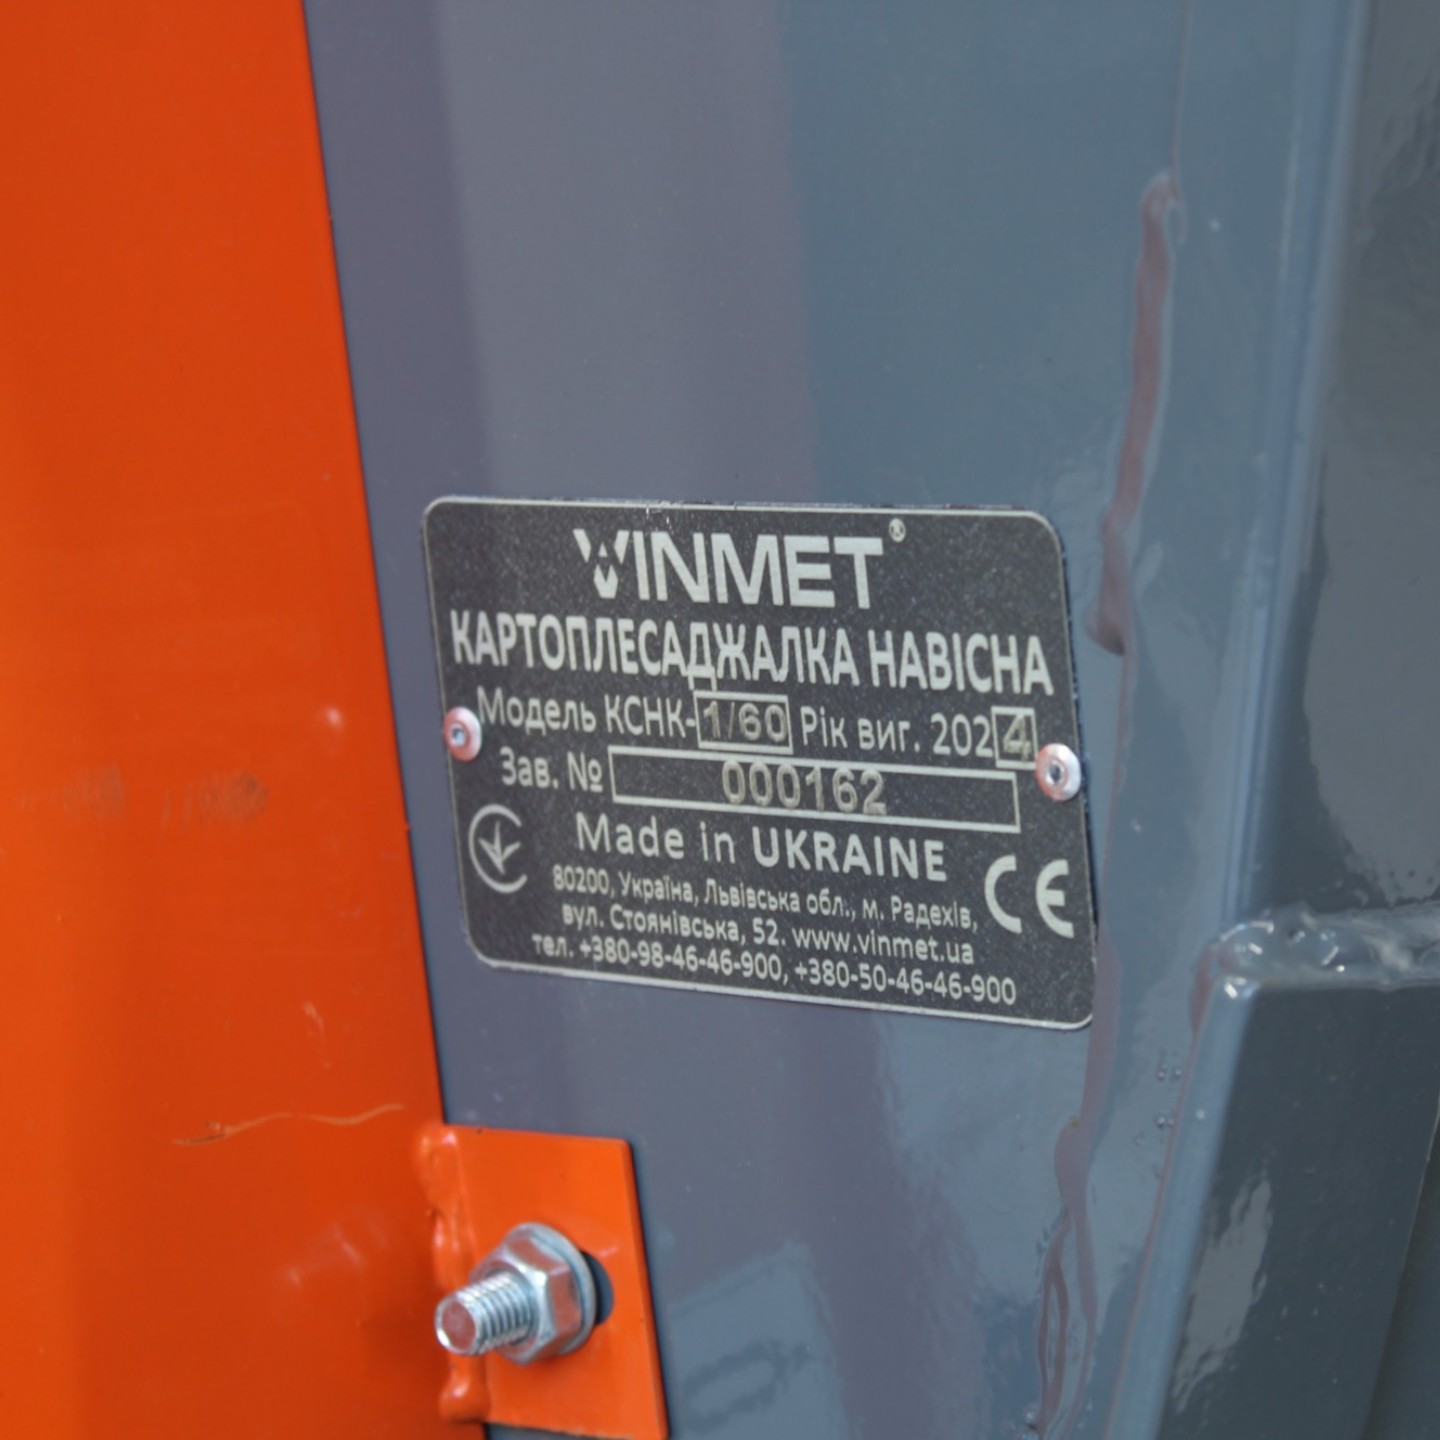 VINMET®
КАРТОПЛЕСАДЖАЛКА НАВІСНА
Модель КСНК-1/60 Рік виг. 2024
Зав. № 000162
Made in UKRAINE
CE
80200, Україна, Львівська обл., м. Радехів,
вул. Стоянівська, 52. www.vinmet.ua
тел. +380-98-46-46-900, +380-50-46-46-900